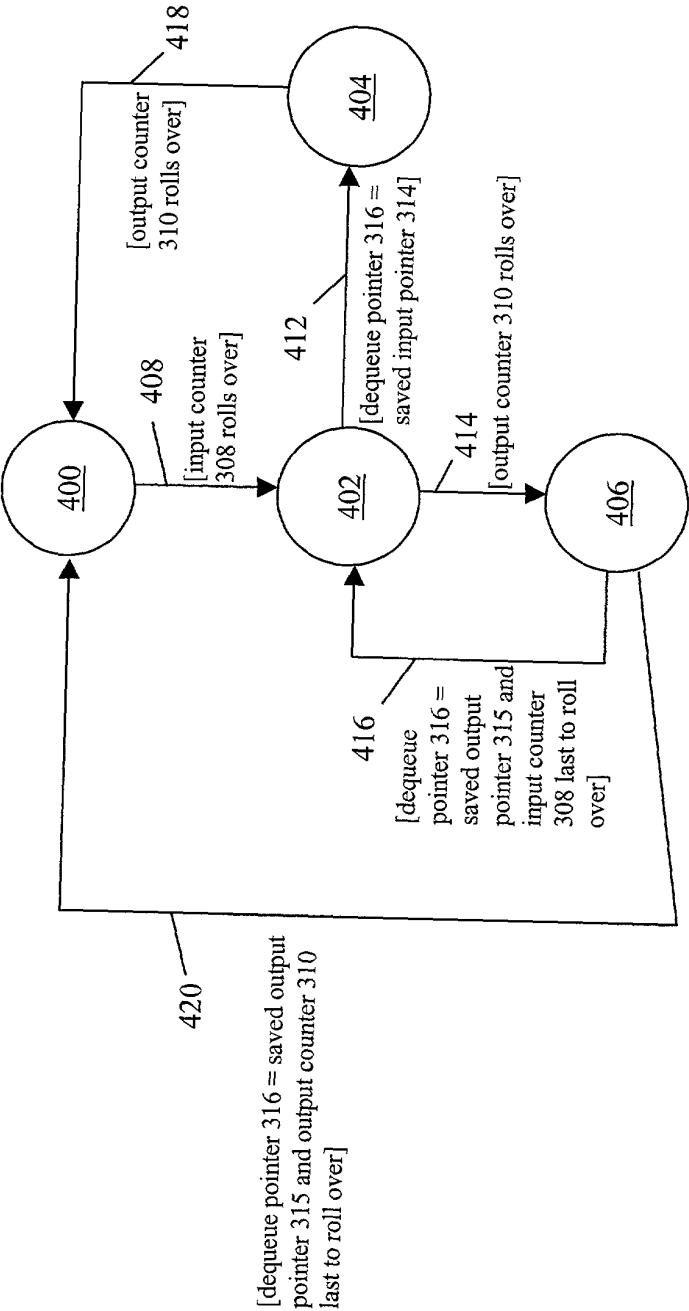 418
[output counter
310 rolls over]
404
400
408
[input counter
308 rolls over]
412
[dequeue pointer 316 =
saved input pointer 314]
402
414
[output counter 310 rolls over]
406
416
[dequeue
pointer 316 =
saved output
pointer 315 and
input counter
308 last to roll
over]
420
[dequeue pointer 316 = saved output
pointer 315 and output counter 310
last to roll over]